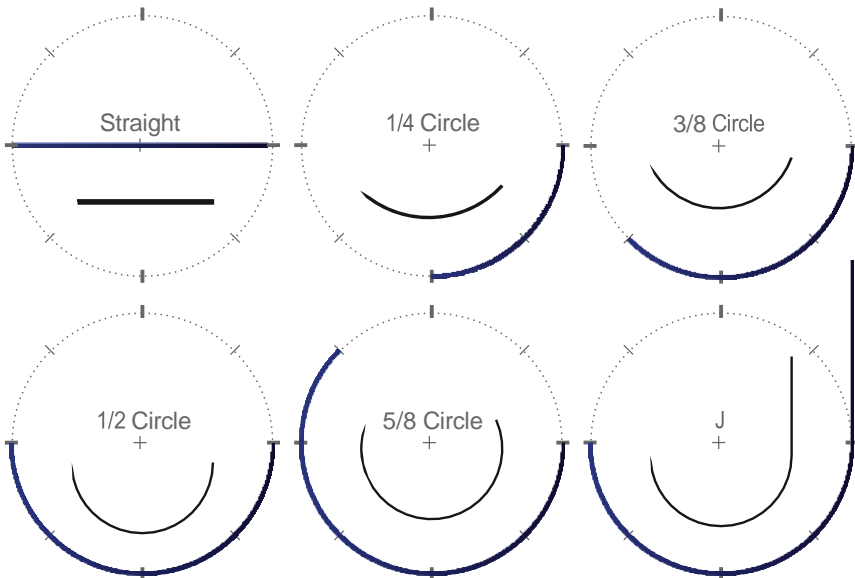 Straight
1/4 Circle
3/8 Circle
1/2 Circle
5/8 Circle
J